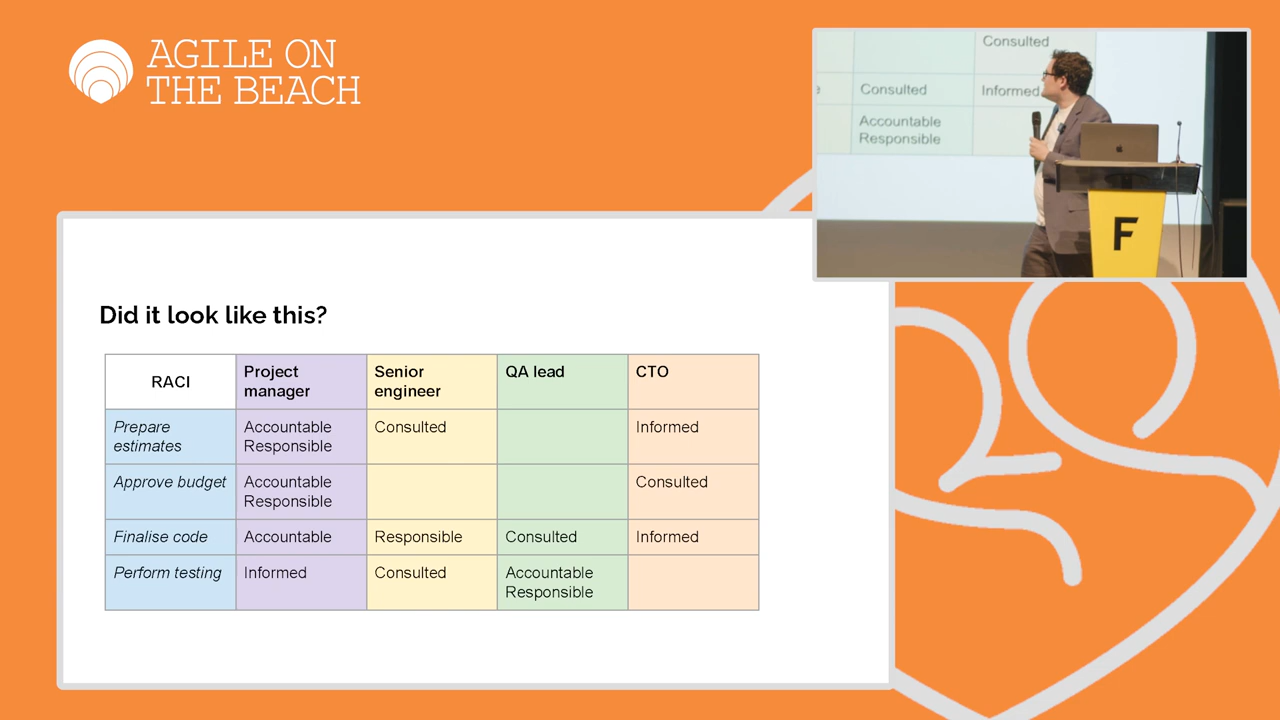 AGILE ON
THE BEACH
Consulted
Consulted Informed
Accountable
Responsible
F
Did it look like this?
RACI Project manager Senior engineer QA lead CTO
Prepare estimates Accountable Responsible Consulted Informed
Approve budget Accountable Responsible Consulted
Finalise code Accountable Responsible Consulted Informed
Perform testing Informed Consulted Accountable Responsible